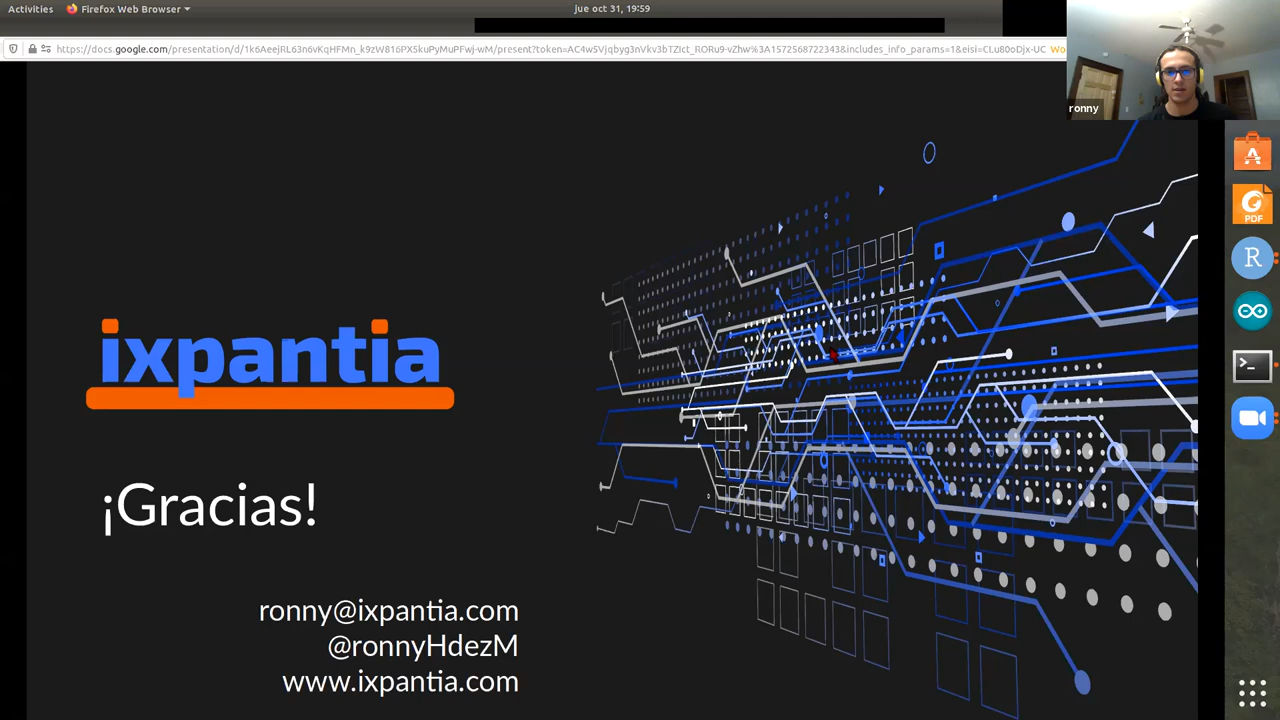 Activities
Firefox Web Browser
jue oct 31, 19:59
ronny
PDF
R
ixpantia
¡Gracias!
ronny@ixpantia.com
@ronnyHdezM
www.ixpantia.com